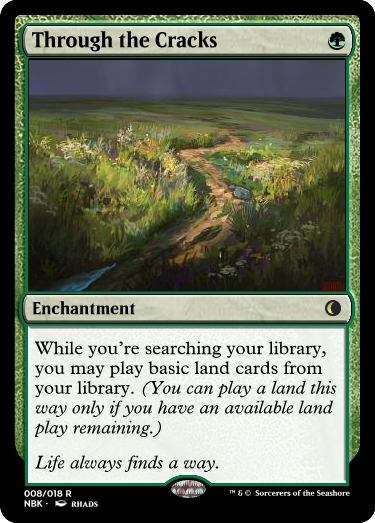 Through the Cracks
Enchantment
While you're searching your library,
you may play basic land cards from
your library. (You can play a land this
way only if you have an available land
play remaining.)
Life always finds a way.
008/018 R
NBK · RHADS
™ & © Sorcerers of the Seashore